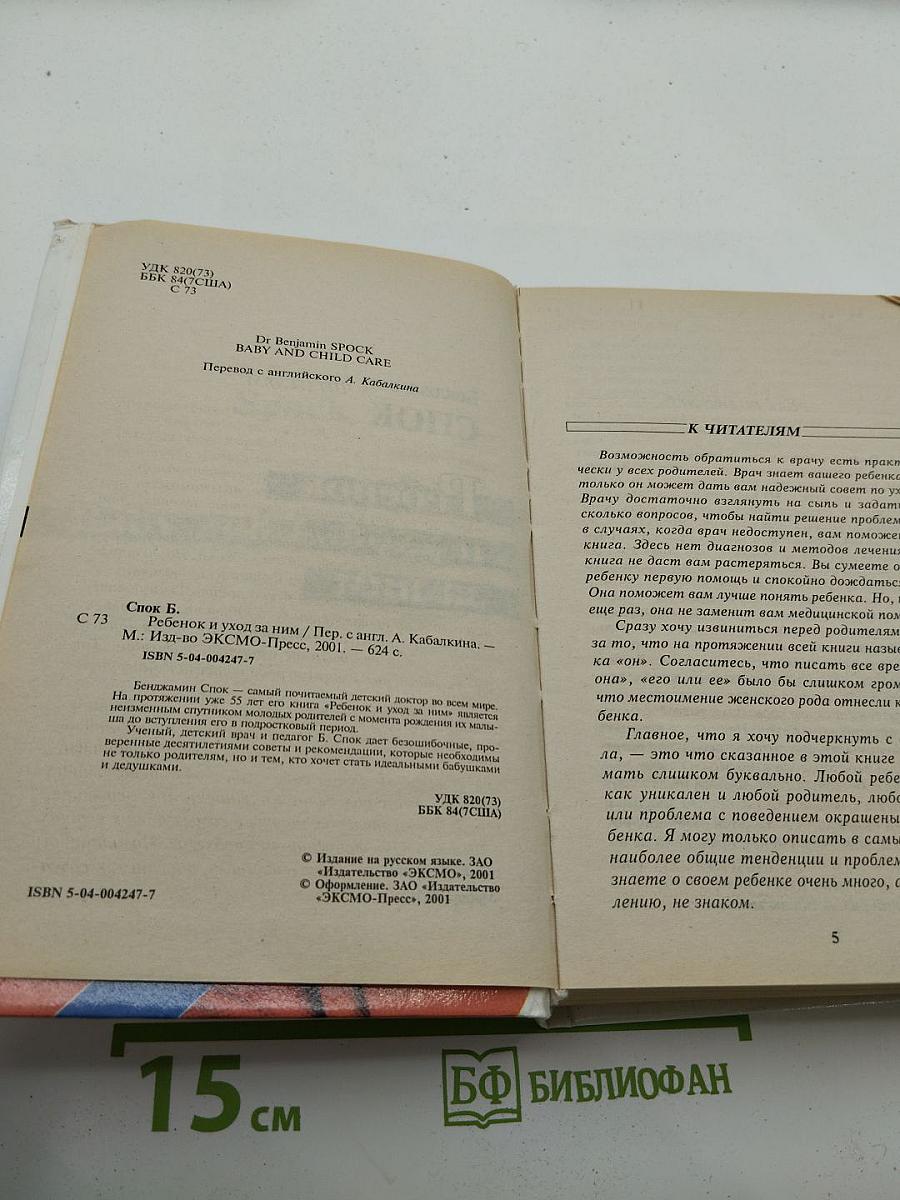 УДК 820(73)
ББК 84(7США)
С 73
Dr Benjamin SPOCK
BABY AND CHILD CARE
Перевод с английского А. Кабалкина
Спок Б.
С 73 Ребенок и уход за ним / Пер. с англ. А. Кабалкина. —
М.: Изд-во ЭКСМО-Пресс, 2001. — 624 с.
ISBN 5-04-004247-7
Бенджамин Спок — самый почитаемый детский доктор во всем мире.
На протяжении уже 55 лет его книга «Ребенок и уход за ним» является
неизменным спутником молодых родителей с момента рождения их малы-
ша до вступления его в подростковый период.
Ученый, детский врач и педагог Б. Спок дает безошибочные, про-
веренные десятилетиями советы и рекомендации, которые необходимы
не только родителям, но и тем, кто хочет стать идеальными бабушками
и дедушками.
УДК 820(73)
ББК 84(7США)
© Издание на русском языке. ЗАО
«Издательство «ЭКСМО», 2001
© Оформление. ЗАО «Издательство
«ЭКСМО-Пресс», 2001
ISBN 5-04-004247-7
К ЧИТАТЕЛЯМ
Возможность обратиться к врачу есть практ
чески у всех родителей. Врач знает вашего ребенка
только он может дать вам надежный совет по ух
Врачу достаточно взглянуть на сыпь и задат
сколько вопросов, чтобы найти решение проблем
в случаях, когда врач недоступен, вам поможе
книга. Здесь нет диагнозов и методов лечения
книга не даст вам растеряться. Вы сумеете о
ребенку первую помощь и спокойно дождаться
Она поможет вам лучше понять ребенка. Но,
еще раз, она не заменит вам медицинской пом
Сразу хочу извиниться перед родителям
за то, что на протяжении всей книги назыв
ка «он». Согласитесь, что писать все вре
она», «его или ее» было бы слишком гром
что местоимение женского рода отнесли к
бенка.
Главное, что я хочу подчеркнуть с
ла, — это что сказанное в этой книге
мать слишком буквально. Любой ребе
как уникален и любой родитель, любо
или проблема с поведением окрашены
бенка. Я могу только описать в самы
наиболее общие тенденции и проблем
знаете о своем ребенке очень много, а
лению, не знаком.
5
15 см
БФ БИБЛИОФАН